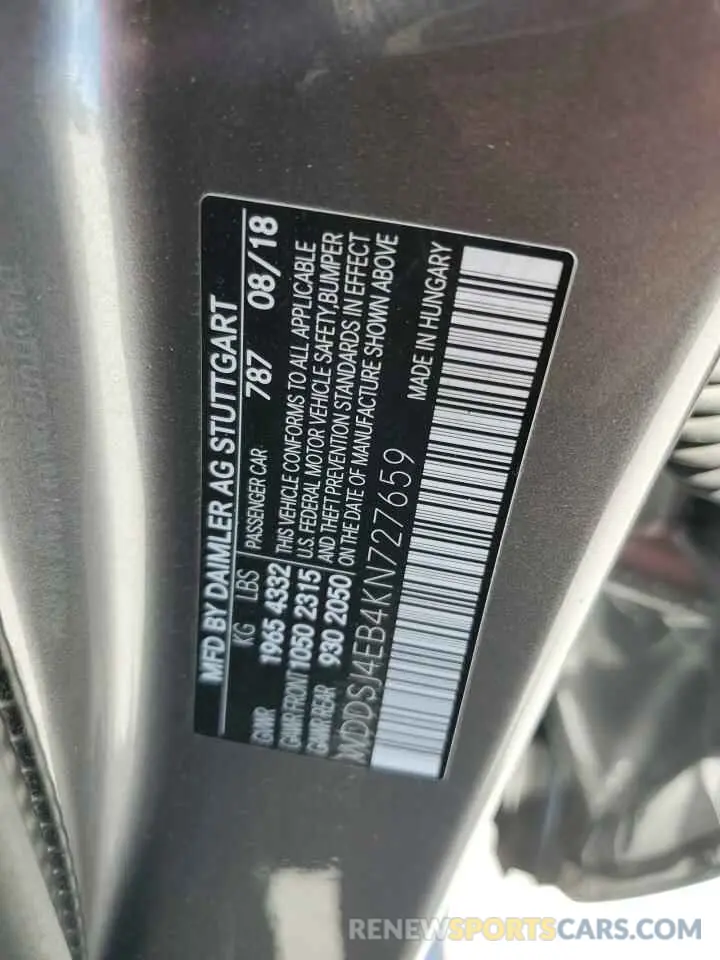 MFD BY DAIMLER AG STUTTGART
KG LBS PASSENGER CAR 787 08/18
GVWR 1965 4332 THIS VEHICLE CONFORMS TO ALL APPLICABLE
GAWR FRONT 1050 2315 U.S. FEDERAL MOTOR VEHICLE SAFETY,BUMPER
GAWR REAR 930 2050 AND THEFT PREVENTION STANDARDS IN EFFECT
ON THE DATE OF MANUFACTURE SHOWN ABOVE
WDDSJ4EB4KN727659 MADE IN HUNGARY
RENEWSPORTSCARS.COM